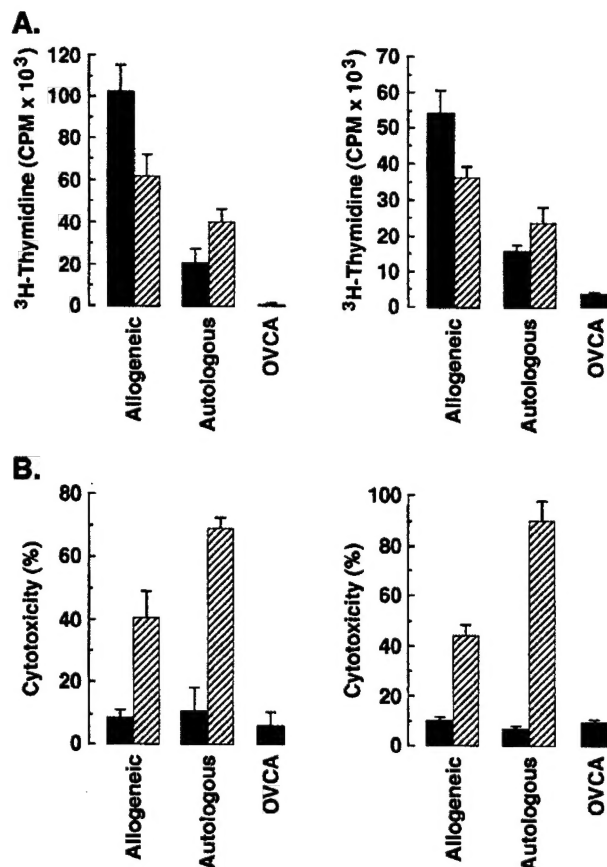 A.
³H-Thymidine (CPM x 10³)
120
100
80
60
40
20
0
Allogeneic
Autologous
OVCA
³H-Thymidine (CPM x 10³)
70
60
50
40
30
20
10
0
Allogeneic
Autologous
OVCA
B.
Cytotoxicity (%)
80
60
40
20
0
Allogeneic
Autologous
OVCA
Cytotoxicity (%)
100
80
60
40
20
0
Allogeneic
Autologous
OVCA